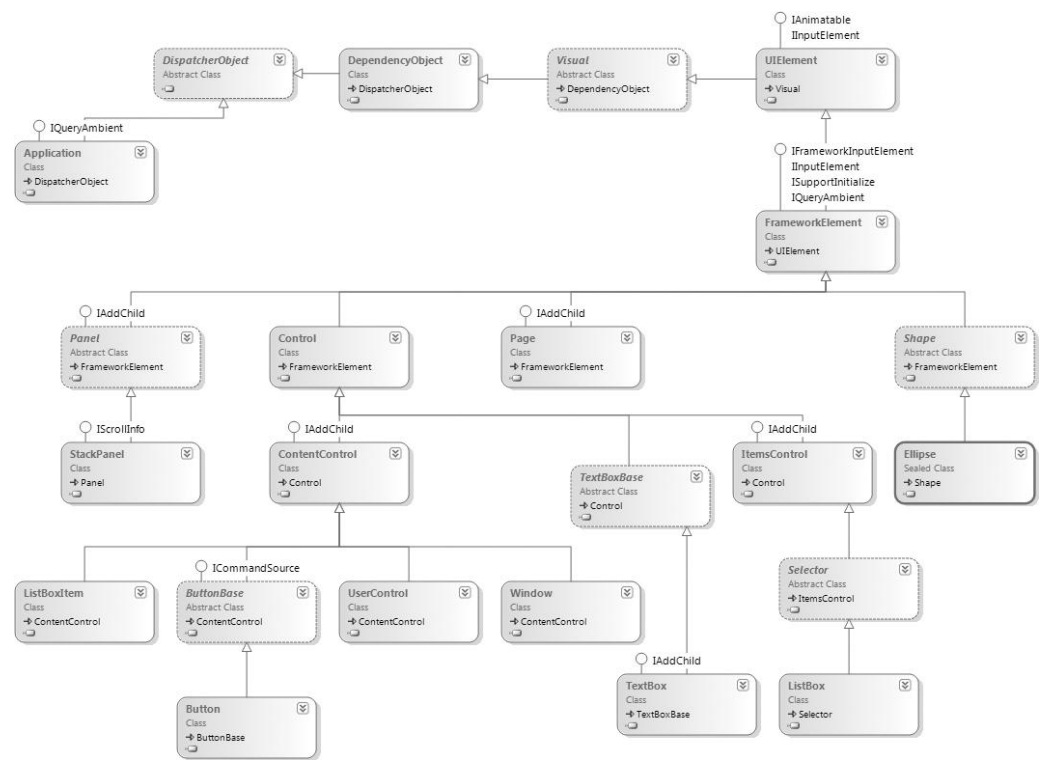 IAnimatable
IInputElement
DispatcherObject
Abstract Class
DependencyObject
Class
DispatcherObject
Visual
Abstract Class
DependencyObject
UIElement
Class
Visual
IQueryAmbient
Application
Class
DispatcherObject
IFrameworkInputElement
IInputElement
ISupportInitialize
IQueryAmbient
FrameworkElement
Class
UIElement
IAddChild
Panel
Abstract Class
FrameworkElement
Control
Class
FrameworkElement
IAddChild
Page
Class
FrameworkElement
Shape
Abstract Class
FrameworkElement
IScrollInfo
StackPanel
Class
Panel
IAddChild
ContentControl
Class
Control
TextBoxBase
Abstract Class
Control
IAddChild
ItemsControl
Class
Control
Ellipse
Sealed Class
Shape
ListBoxItem
Class
ContentControl
ICommandSource
ButtonBase
Abstract Class
ContentControl
UserControl
Class
ContentControl
Window
Class
ContentControl
Selector
Abstract Class
ItemsControl
Button
Class
ButtonBase
IAddChild
TextBox
Class
TextBoxBase
ListBox
Class
Selector